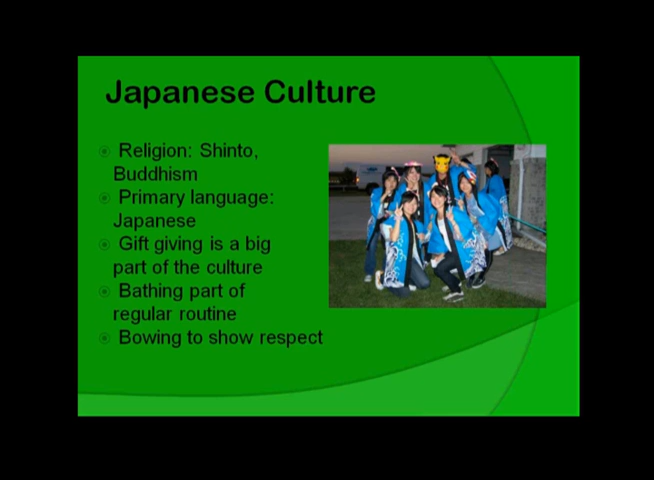 Japanese Culture
Religion: Shinto,
Buddhism
Primary language:
Japanese
Gift giving is a big
part of the culture
Bathing part of
regular routine
Bowing to show respect